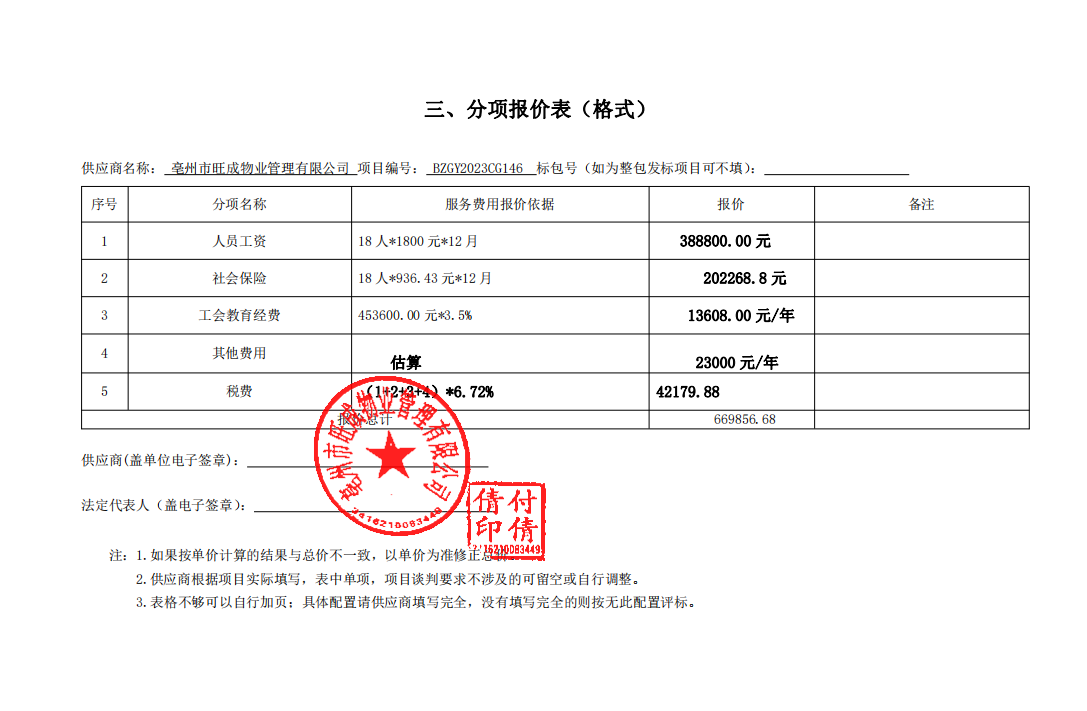 三、分项报价表（格式）
供应商名称： 亳州市旺成物业管理有限公司 项目编号： BZGY2023CG146 标包号（如为整包发标项目可不填）：
序号 分项名称 服务费用报价依据 报价 备注
1 人员工资 18人*1800元*12月 388800.00元
2 社会保险 18人*936.43元*12月 202268.8元
3 工会教育经费 453600.00元*3.5% 13608.00元/年
4 其他费用 估算 23000元/年
5 税费 （1+2+3+4）*6.72% 42179.88
报价总计 669856.68
亳州市旺成物业管理有限公司
供应商(盖单位电子签章)：
法定代表人（盖电子签章）：
付倩
倩印
注：1.如果按单价计算的结果与总价不一致，以单价为准修正总价。
2.供应商根据项目实际填写，表中单项，项目谈判要求不涉及的可留空或自行调整。
3.表格不够可以自行加页；具体配置请供应商填写完全，没有填写完全的则按无此配置评标。